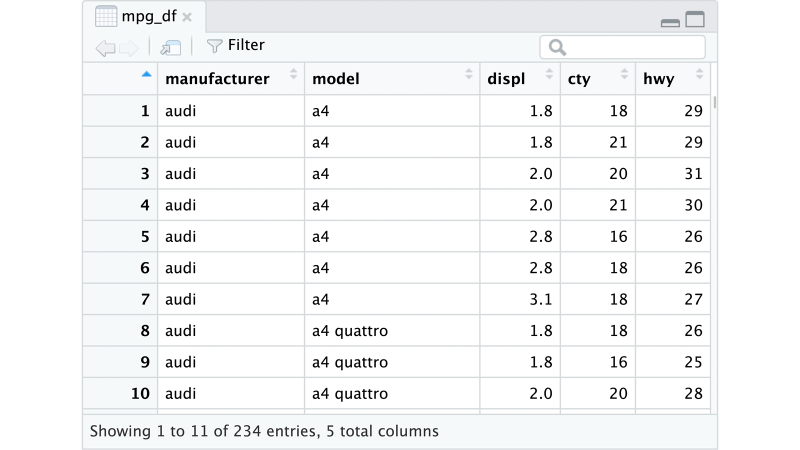 mpg_df
Filter
manufacturer model displ cty hwy
1 audi a4 1.8 18 29
2 audi a4 1.8 21 29
3 audi a4 2.0 20 31
4 audi a4 2.0 21 30
5 audi a4 2.8 16 26
6 audi a4 2.8 18 26
7 audi a4 3.1 18 27
8 audi a4 quattro 1.8 18 26
9 audi a4 quattro 1.8 16 25
10 audi a4 quattro 2.0 20 28
Showing 1 to 11 of 234 entries, 5 total columns